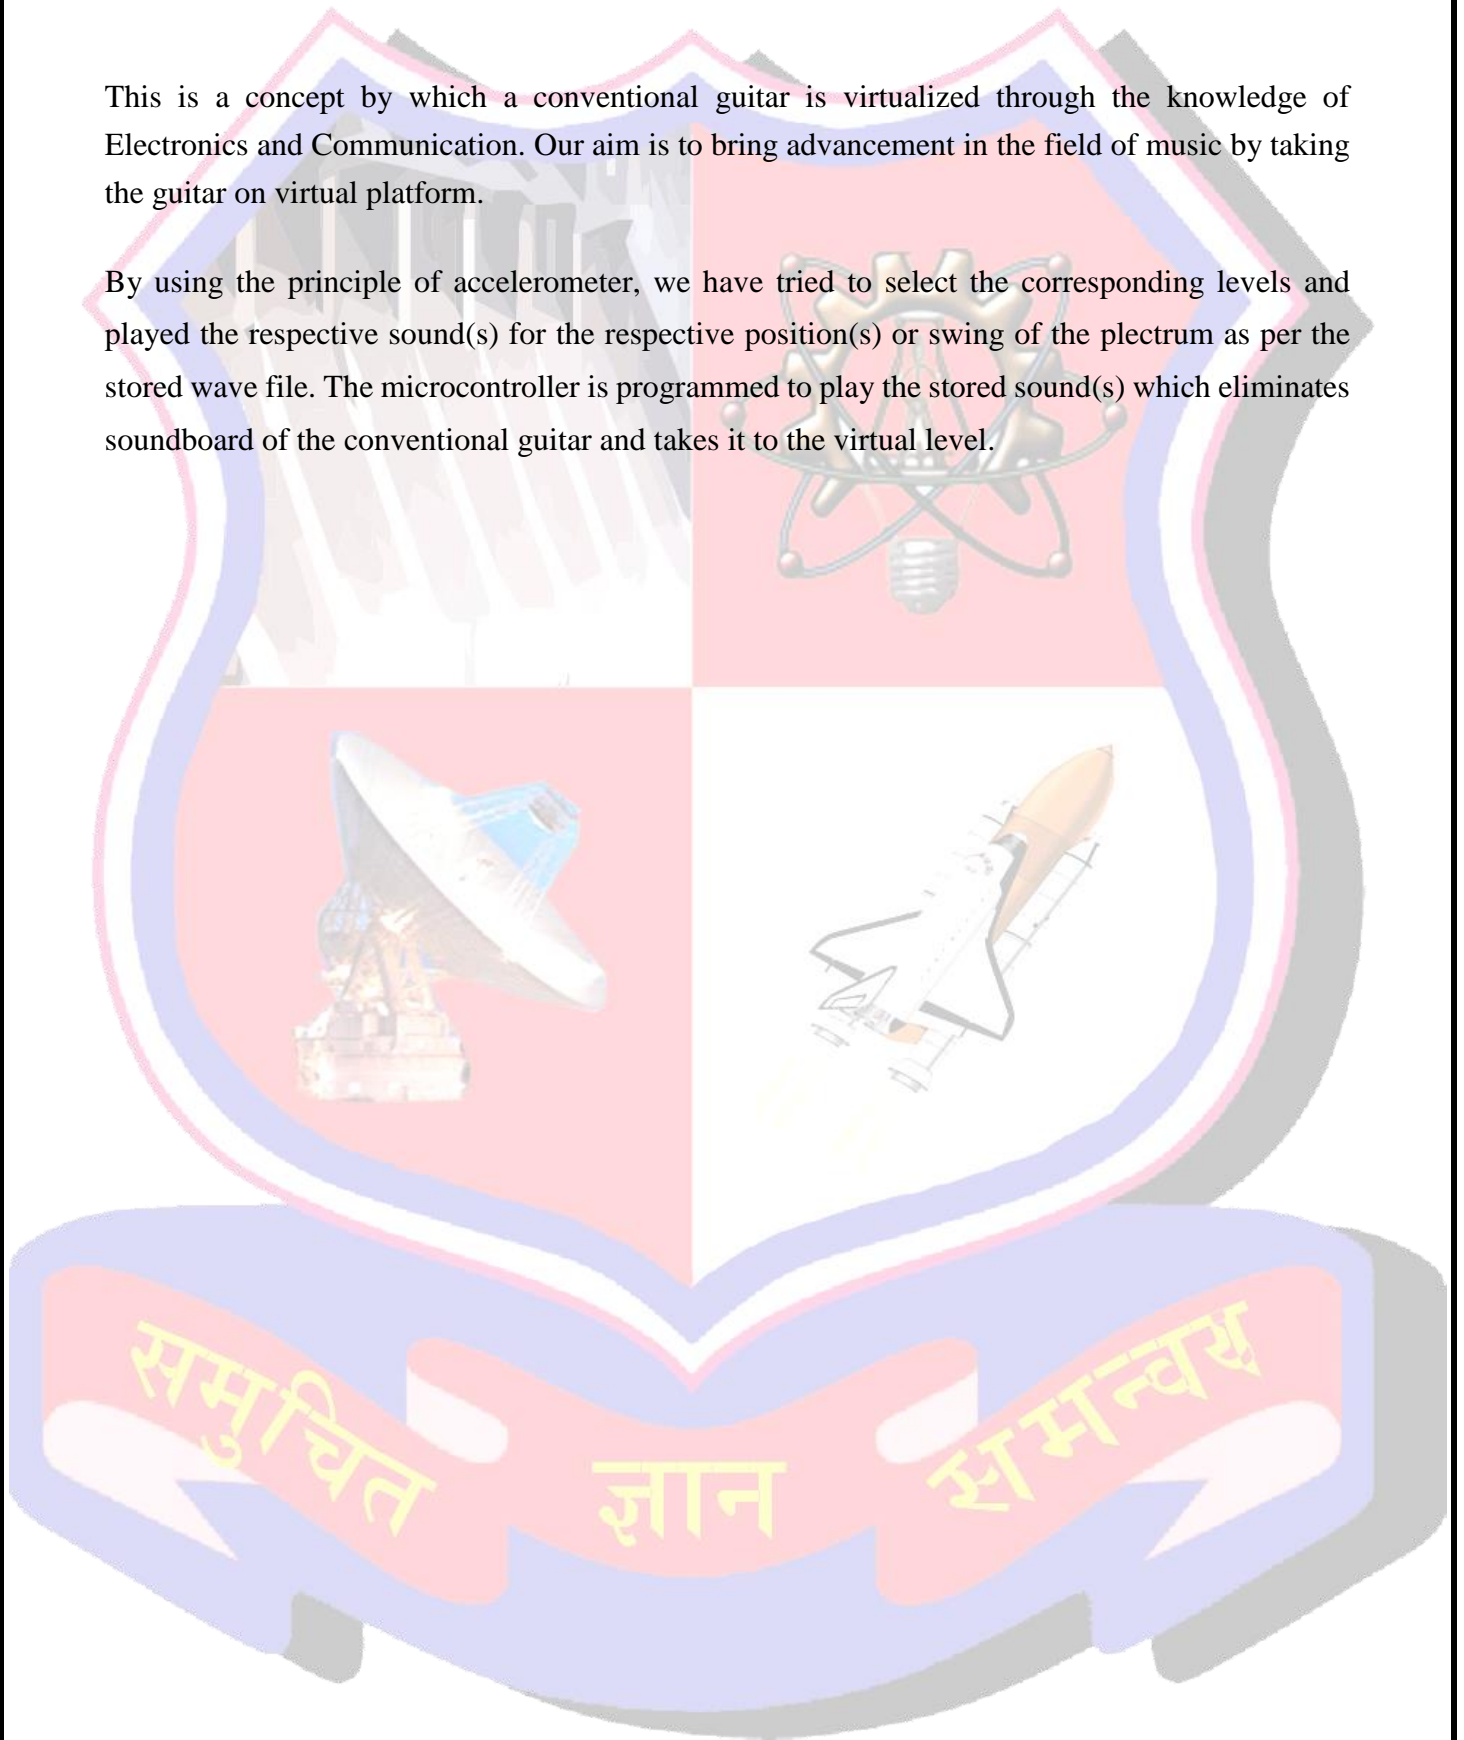 This is a concept by which a conventional guitar is virtualized through the knowledge of
Electronics and Communication. Our aim is to bring advancement in the field of music by taking
the guitar on virtual platform.
By using the principle of accelerometer, we have tried to select the corresponding levels and
played the respective sound(s) for the respective position(s) or swing of the plectrum as per the
stored wave file. The microcontroller is programmed to play the stored sound(s) which eliminates
soundboard of the conventional guitar and takes it to the virtual level.
समुचित ज्ञान समन्वय